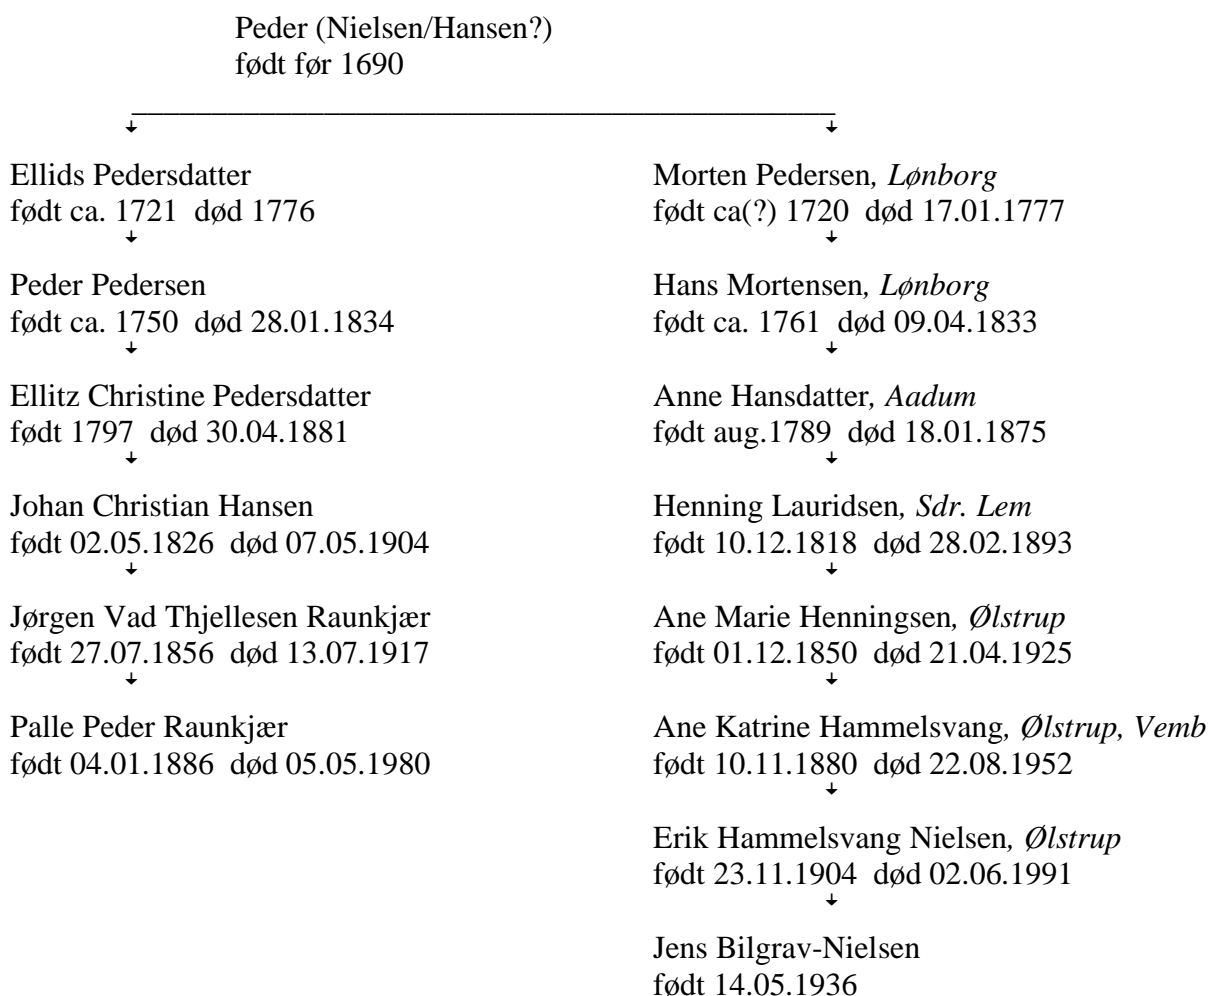 Peder (Nielsen/Hansen?)
født før 1690
Ellids Pedersdatter
født ca. 1721 død 1776
Peder Pedersen
født ca. 1750 død 28.01.1834
Ellitz Christine Pedersdatter
født 1797 død 30.04.1881
Johan Christian Hansen
født 02.05.1826 død 07.05.1904
Jørgen Vad Thjellesen Raunkjær
født 27.07.1856 død 13.07.1917
Palle Peder Raunkjær
født 04.01.1886 død 05.05.1980
Morten Pedersen, Lønborg
født ca(?) 1720 død 17.01.1777
Hans Mortensen, Lønborg
født ca. 1761 død 09.04.1833
Anne Hansdatter, Aadum
født aug.1789 død 18.01.1875
Henning Lauridsen, Sdr. Lem
født 10.12.1818 død 28.02.1893
Ane Marie Henningsen, Ølstrup
født 01.12.1850 død 21.04.1925
Ane Katrine Hammelsvang, Ølstrup, Vemb
født 10.11.1880 død 22.08.1952
Erik Hammelsvang Nielsen, Ølstrup
født 23.11.1904 død 02.06.1991
Jens Bilgrav-Nielsen
født 14.05.1936